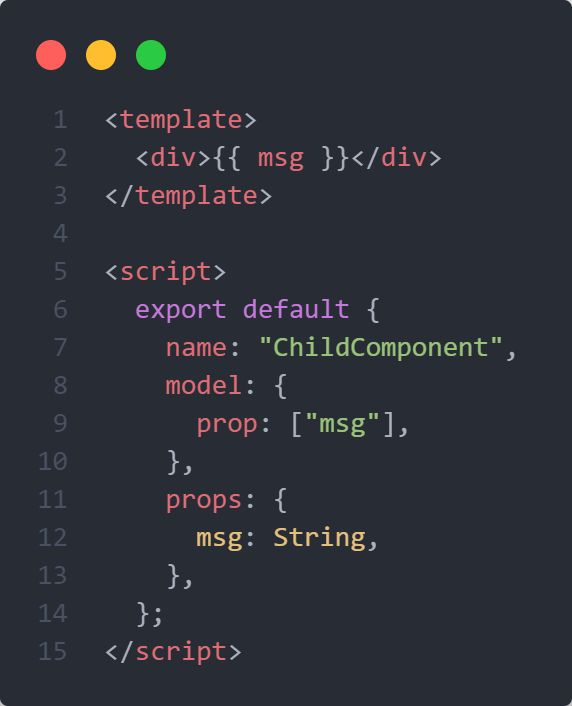 1 <template>
2   <div>{{ msg }}</div>
3 </template>
4
5 <script>
6   export default {
7     name: "ChildComponent",
8     model: {
9       prop: ["msg"],
10     },
11     props: {
12       msg: String,
13     },
14   };
15 </script>